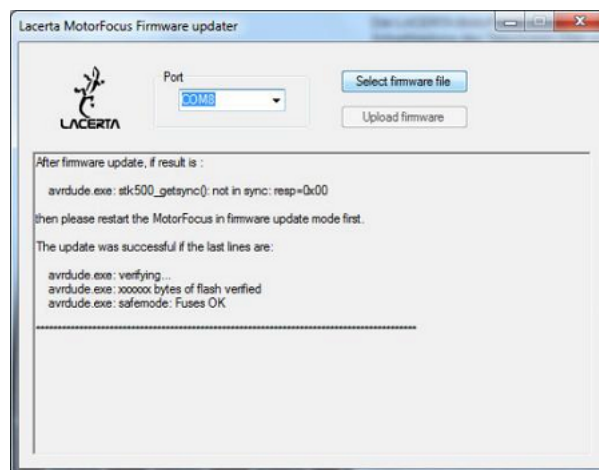 Lacerta MotorFocus Firmware updater
Port
COM8
Select firmware file
Upload firmware
LACERTA
After firmware update, if result is :
avrdude.exe: stk500_getsync(): not in sync: resp=0x00
then please restart the MotorFocus in firmware update mode first.
The update was successful if the last lines are:
avrdude.exe: verifying...
avrdude.exe: xxxxxx bytes of flash verified
avrdude.exe: safemode: Fuses OK